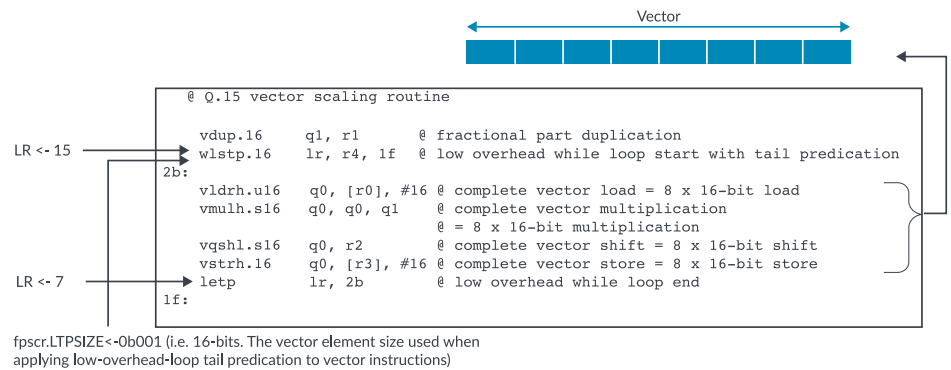 Vector
@ Q.15 vector scaling routine
vdup.16 q1, r1 @ fractional part duplication
LR <- 15
wlstp.16 lr, r4, 1f @ low overhead while loop start with tail predication
2b:
vldrh.u16 q0, [r0], #16 @ complete vector load = 8 x 16-bit load
vmulh.s16 q0, q0, q1 @ complete vector multiplication
@ = 8 x 16-bit multiplication
vqshl.s16 q0, r2 @ complete vector shift = 8 x 16-bit shift
vstrh.16 q0, [r3], #16 @ complete vector store = 8 x 16-bit store
LR <- 7
letp lr, 2b @ low overhead while loop end
1f:
fpscr.LTPSIZE<-0b001 (i.e. 16-bits. The vector element size used when
applying low-overhead-loop tail predication to vector instructions)